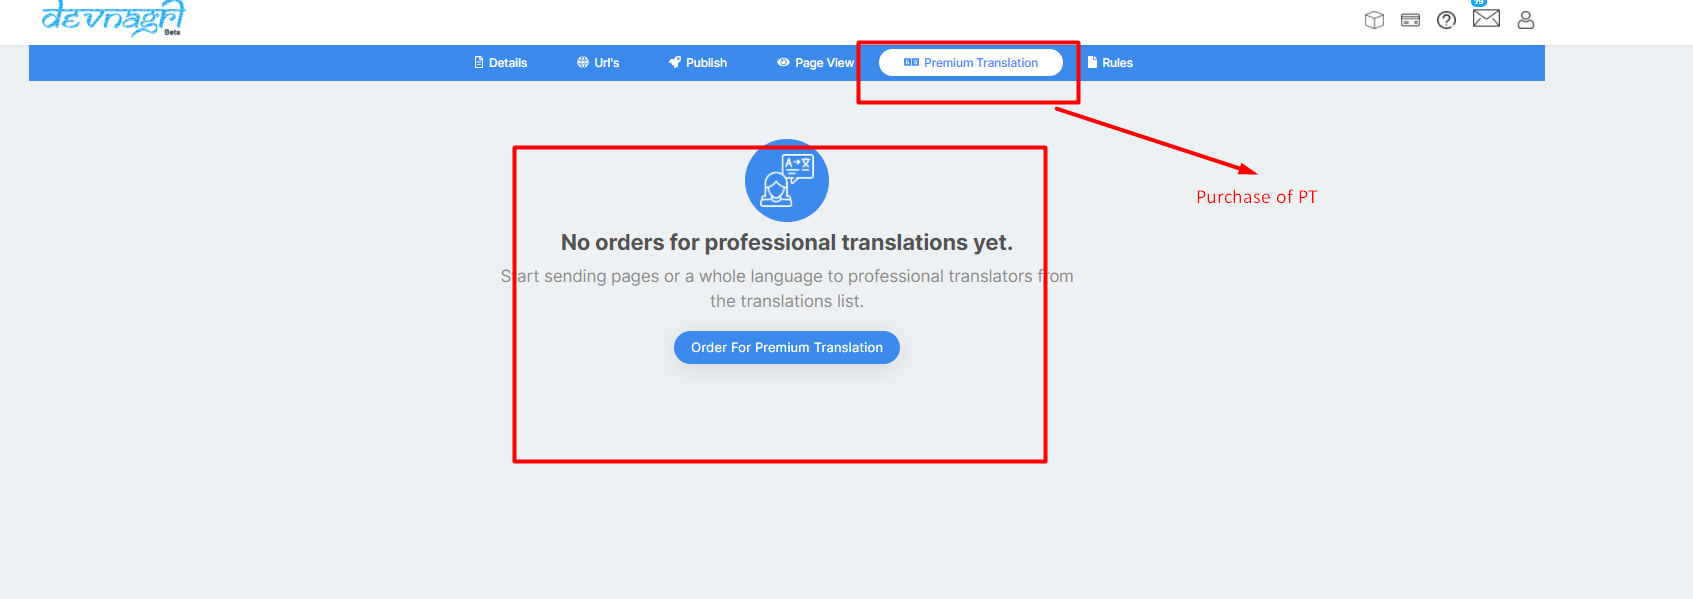 devnagri
Beta
Details Url's Publish Page View Premium Translation Rules
Purchase of PT
No orders for professional translations yet.
Start sending pages or a whole language to professional translators from
the translations list.
Order For Premium Translation